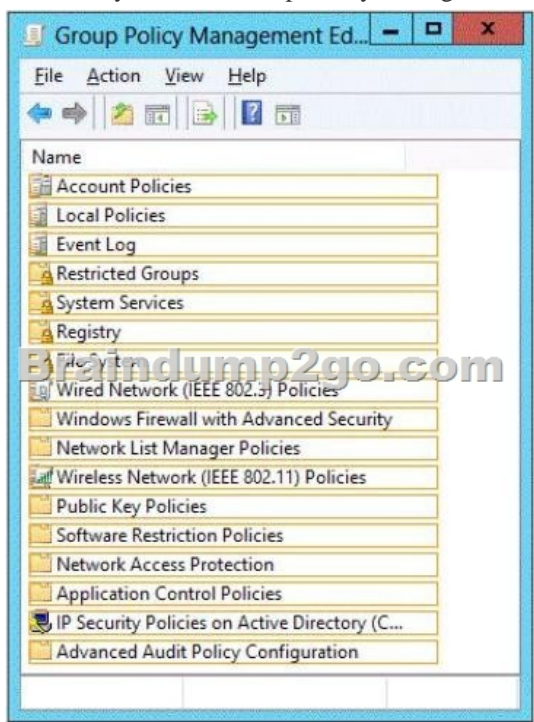 Group Policy Management Ed...
File Action View Help
Name
Account Policies
Local Policies
Event Log
Restricted Groups
System Services
Registry
File System
Braindump2go.com
Wired Network (IEEE 802.3) Policies
Windows Firewall with Advanced Security
Network List Manager Policies
Wireless Network (IEEE 802.11) Policies
Public Key Policies
Software Restriction Policies
Network Access Protection
Application Control Policies
IP Security Policies on Active Directory (C...
Advanced Audit Policy Configuration